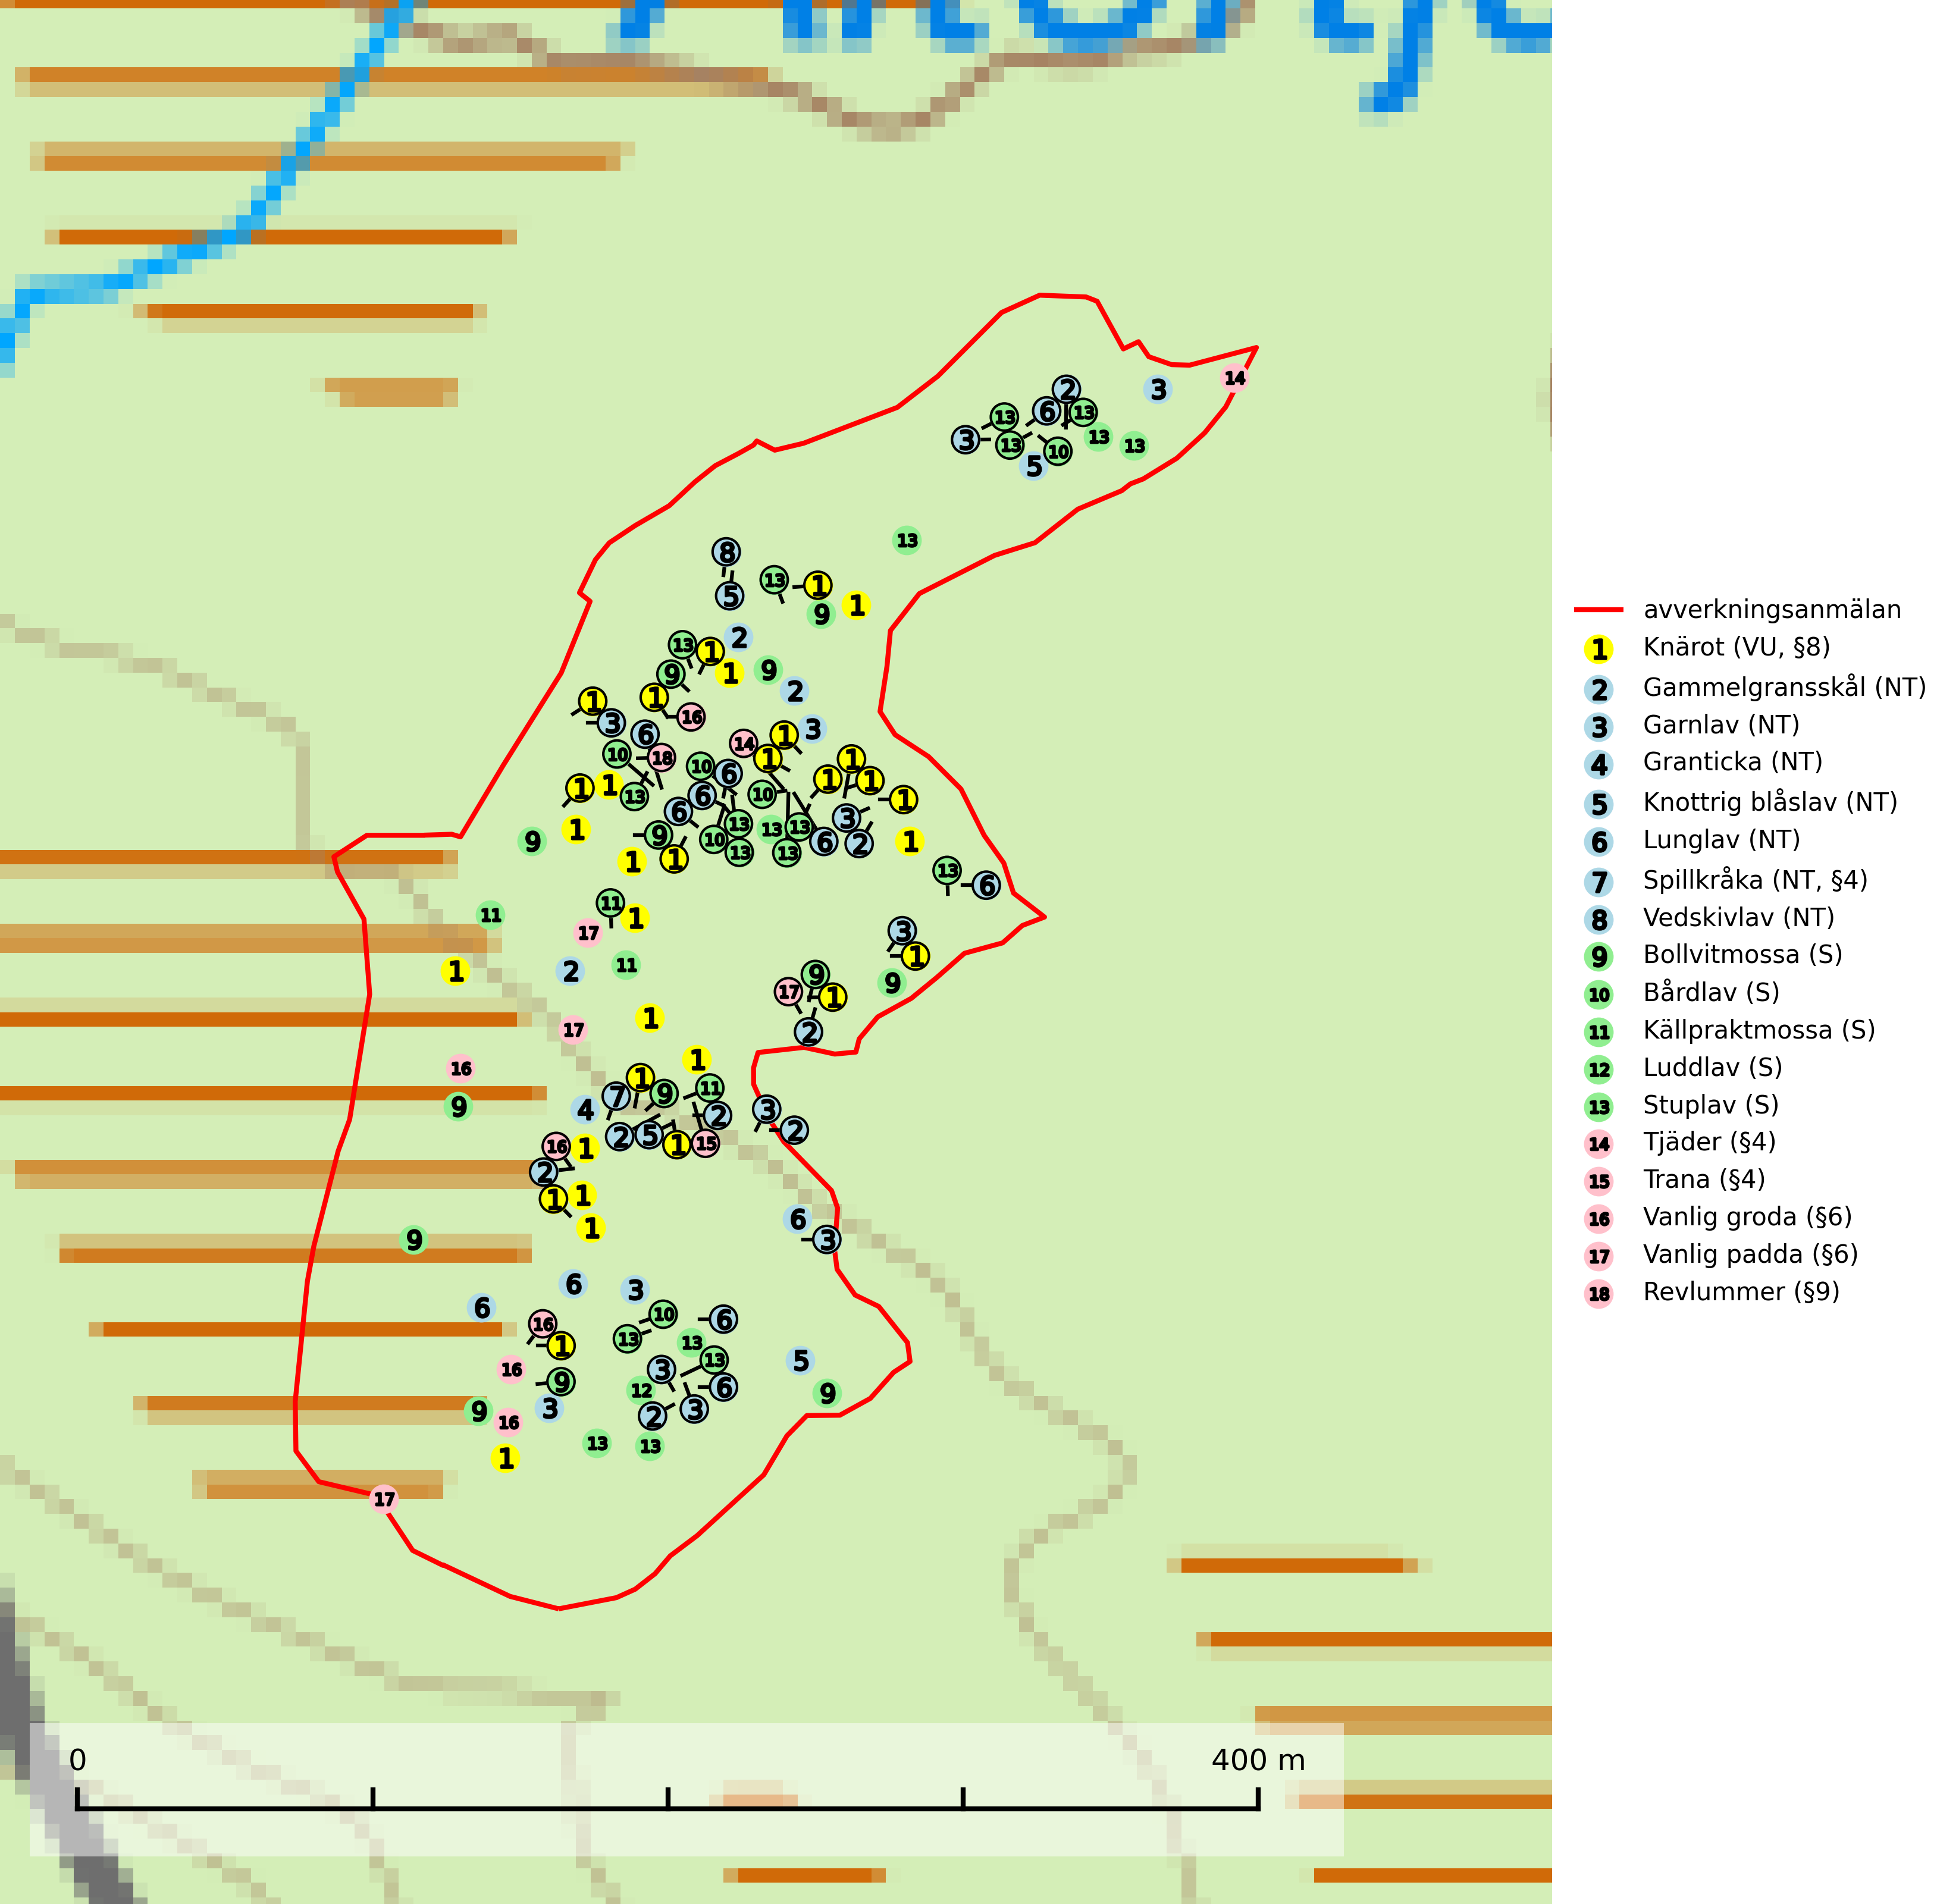 avverkningsanmälan
1 Knärot (VU, §8)
2 Gammelgransskål (NT)
3 Garnlav (NT)
4 Granticka (NT)
5 Knottrig blåslav (NT)
6 Lunglav (NT)
7 Spillkråka (NT, §4)
8 Vedskivlav (NT)
9 Bollvitmossa (S)
10 Bårdlav (S)
11 Källpraktmossa (S)
12 Luddlav (S)
13 Stuplav (S)
14 Tjäder (§4)
15 Trana (§4)
16 Vanlig groda (§6)
17 Vanlig padda (§6)
18 Revlummer (§9)
0 400 m